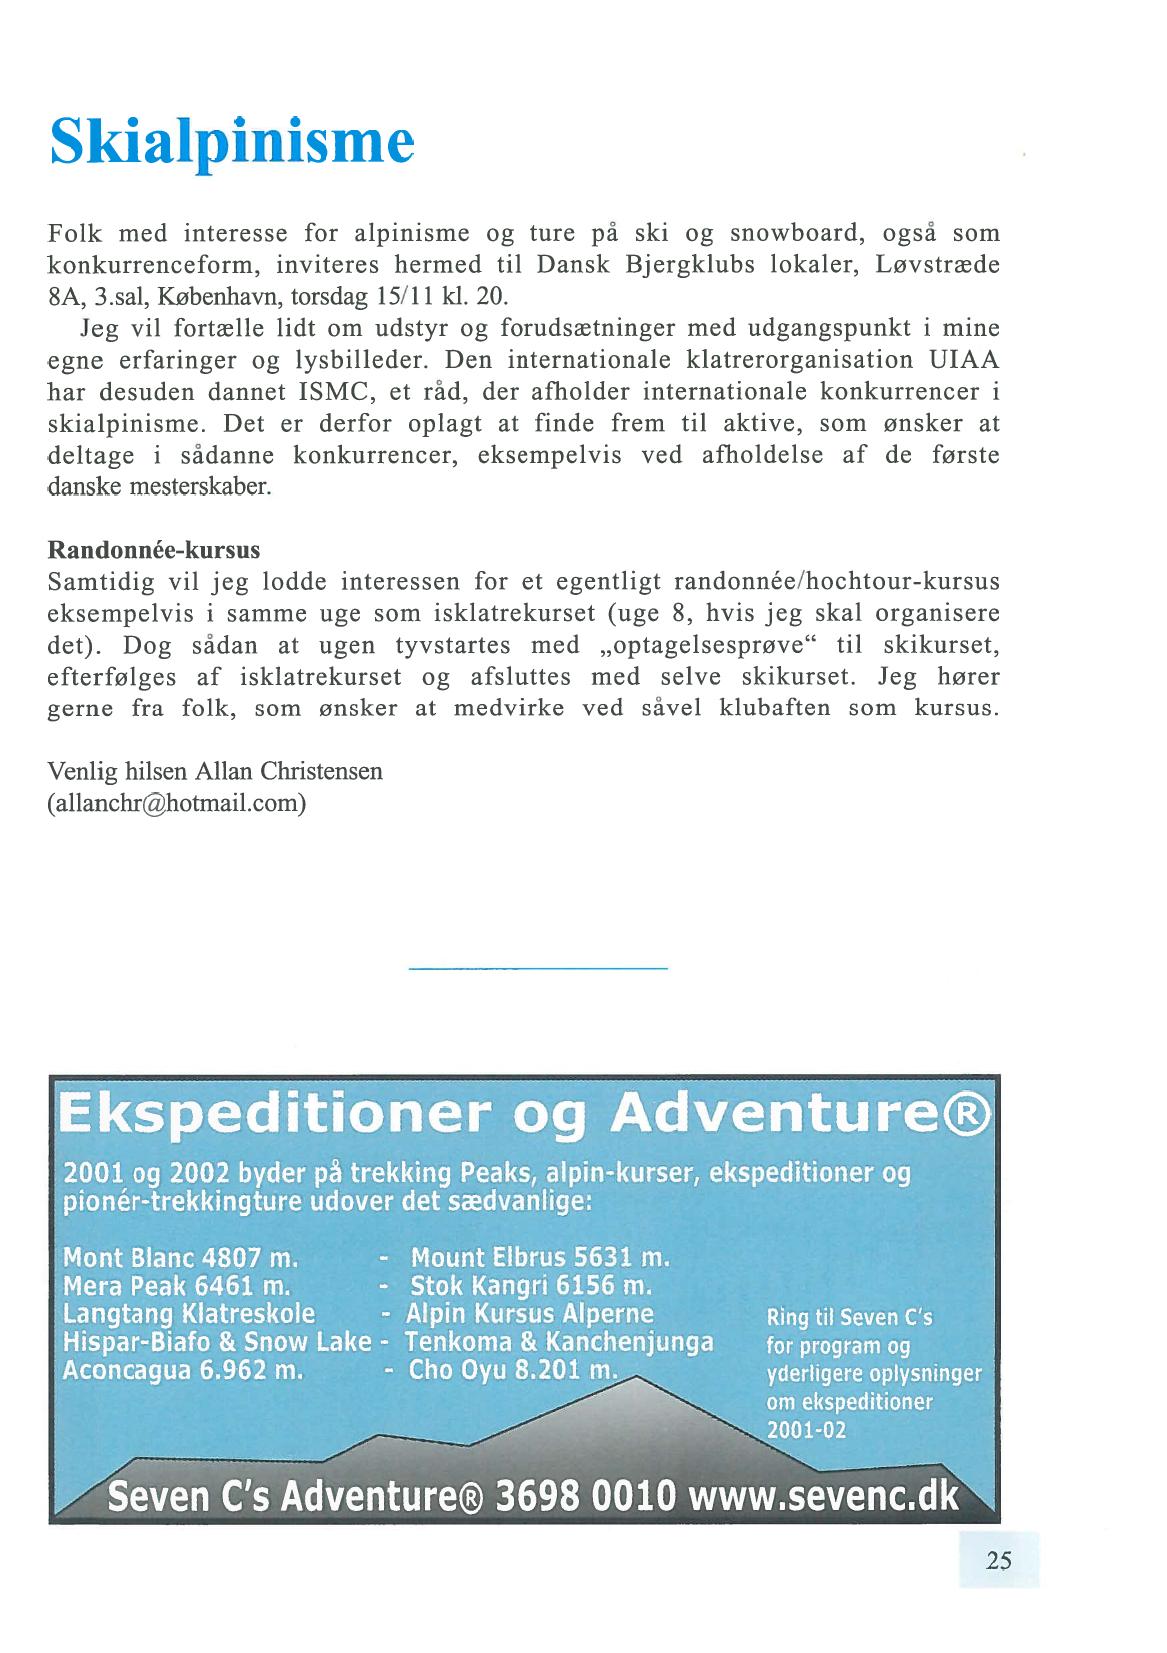 Skialpinisme
Folk med interesse for alpinisme og ture på ski og snowboard, også som
konkurrenceform, inviteres hermed til Dansk Bjergklubs lokaler, Løvstræde
8A, 3.sal, København, torsdag 15/11 kl. 20.
Jeg vil fortælle lidt om udstyr og forudsætninger med udgangspunkt i mine
egne erfaringer og lysbilleder. Den internationale klatrerorganisation UIAA
har desuden dannet ISMC, et råd, der afholder internationale konkurrencer i
skialpinisme. Det er derfor oplagt at finde frem til aktive, som ønsker at
deltage i sådanne konkurrencer, eksempelvis ved afholdelse af de første
danske mesterskaber.
Randonnée-kursus
Samtidig vil jeg lodde interessen for et egentligt randonnée/hochtour-kursus
eksempelvis i samme uge som isklatrekurset (uge 8, hvis jeg skal organisere
det). Dog sådan at ugen tyvstartes med „optagelsesprøve“ til skikurset,
efterfølges af isklatrekurset og afsluttes med selve skikurset. Jeg hører
gerne fra folk, som ønsker at medvirke ved såvel klubaften som kursus.
Venlig hilsen Allan Christensen
(allanchr@hotmail.com)
Ekspeditioner og Adventure®
2001 og 2002 byder på trekking Peaks, alpin-kurser, ekspeditioner og
pionér-trekkingture udover det sædvanlige:
Mont Blanc 4807 m. - Mount Elbrus 5631 m.
Mera Peak 6461 m. - Stok Kangri 6156 m.
Langtang Klatreskole - Alpin Kursus Alperne
Hispar-Biafo & Snow Lake - Tenkoma & Kanchenjunga
Aconcagua 6.962 m. - Cho Oyu 8.201 m.
Ring til Seven C's
for program og
yderligere oplysninger
om ekspeditioner
2001-02
Seven C's Adventure® 3698 0010 www.sevenc.dk
25